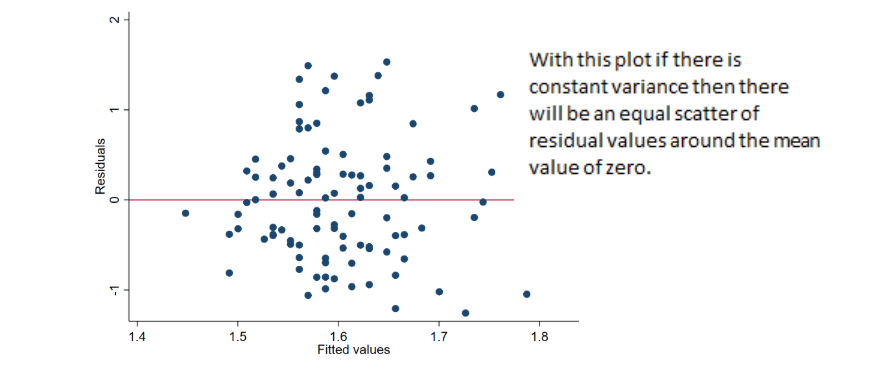 2
With this plot if there is
constant variance then there
1
will be an equal scatter of
residual values around the mean
value of zero.
Residuals
0
-1
1.4 1.5 1.6 1.7 1.8
Fitted values